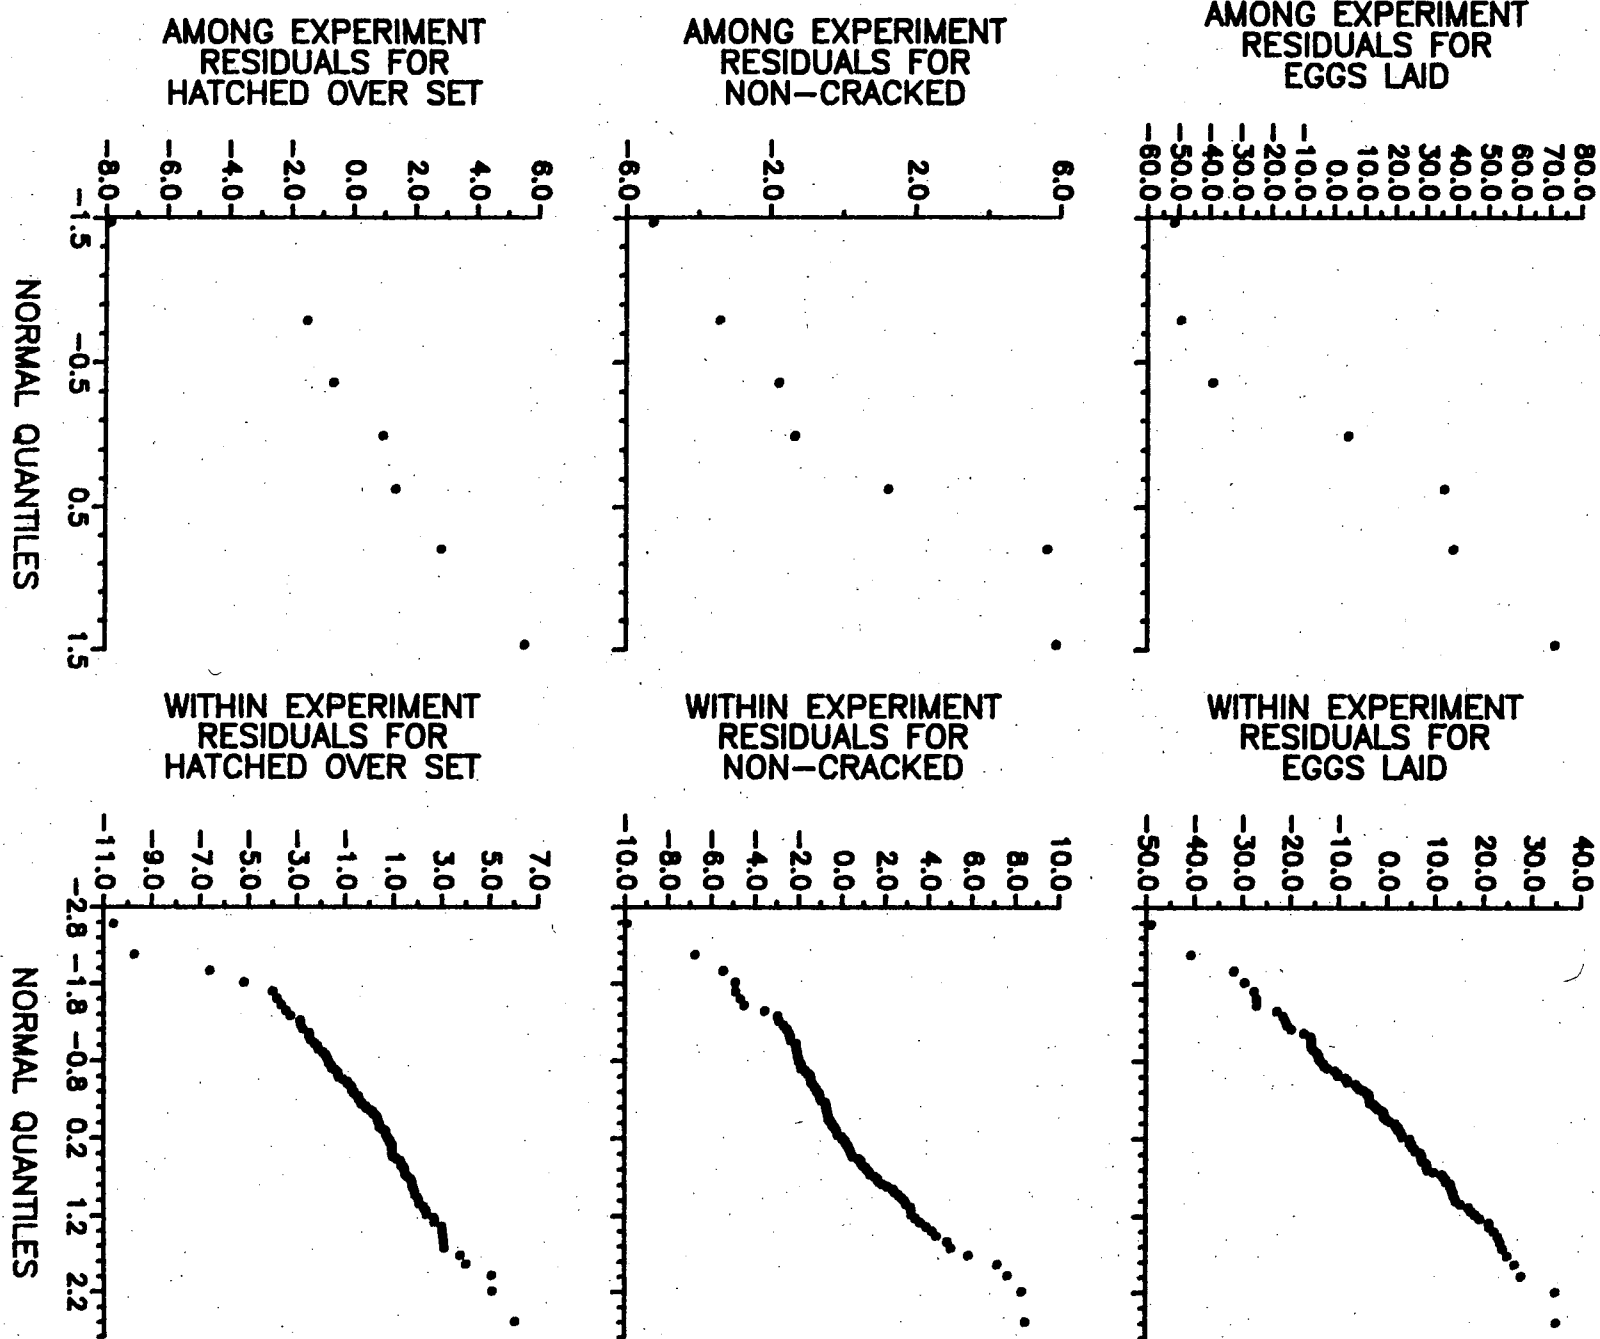 AMONG EXPERIMENT
RESIDUALS FOR
HATCHED OVER SET
AMONG EXPERIMENT
RESIDUALS FOR
NON-CRACKED
AMONG EXPERIMENT
RESIDUALS FOR
EGGS LAID
-8.0 -6.0 -4.0 -2.0 0.0 2.0 4.0 6.0
-6.0 -2.0 2.0 6.0
-60.0 -50.0 -40.0 -30.0 -20.0 -10.0 0.0 10.0 20.0 30.0 40.0 50.0 60.0 70.0 80.0
-1.5 -0.5 0.5 1.5
NORMAL QUANTILES
WITHIN EXPERIMENT
RESIDUALS FOR
HATCHED OVER SET
WITHIN EXPERIMENT
RESIDUALS FOR
NON-CRACKED
WITHIN EXPERIMENT
RESIDUALS FOR
EGGS LAID
-11.0 -9.0 -7.0 -5.0 -3.0 -1.0 1.0 3.0 5.0 7.0
-10.0 -8.0 -6.0 -4.0 -2.0 0.0 2.0 4.0 6.0 8.0 10.0
-50.0 -40.0 -30.0 -20.0 -10.0 0.0 10.0 20.0 30.0 40.0
-2.8 -1.8 -0.8 0.2 1.2 2.2
NORMAL QUANTILES